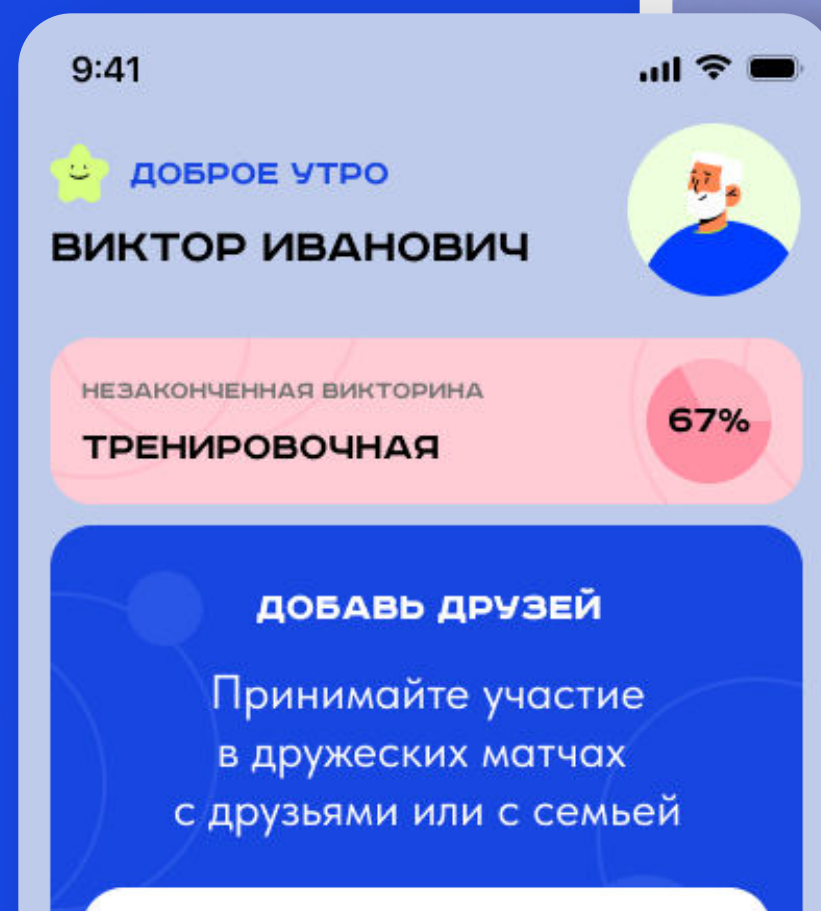 9:41
ДОБРОЕ УТРО
ВИКТОР ИВАНОВИЧ
НЕЗАКОНЧЕННАЯ ВИКТОРИНА
ТРЕНИРОВОЧНАЯ
67%
ДОБАВЬ ДРУЗЕЙ
Принимайте участие
в дружеских матчах
с друзьями или с семьей